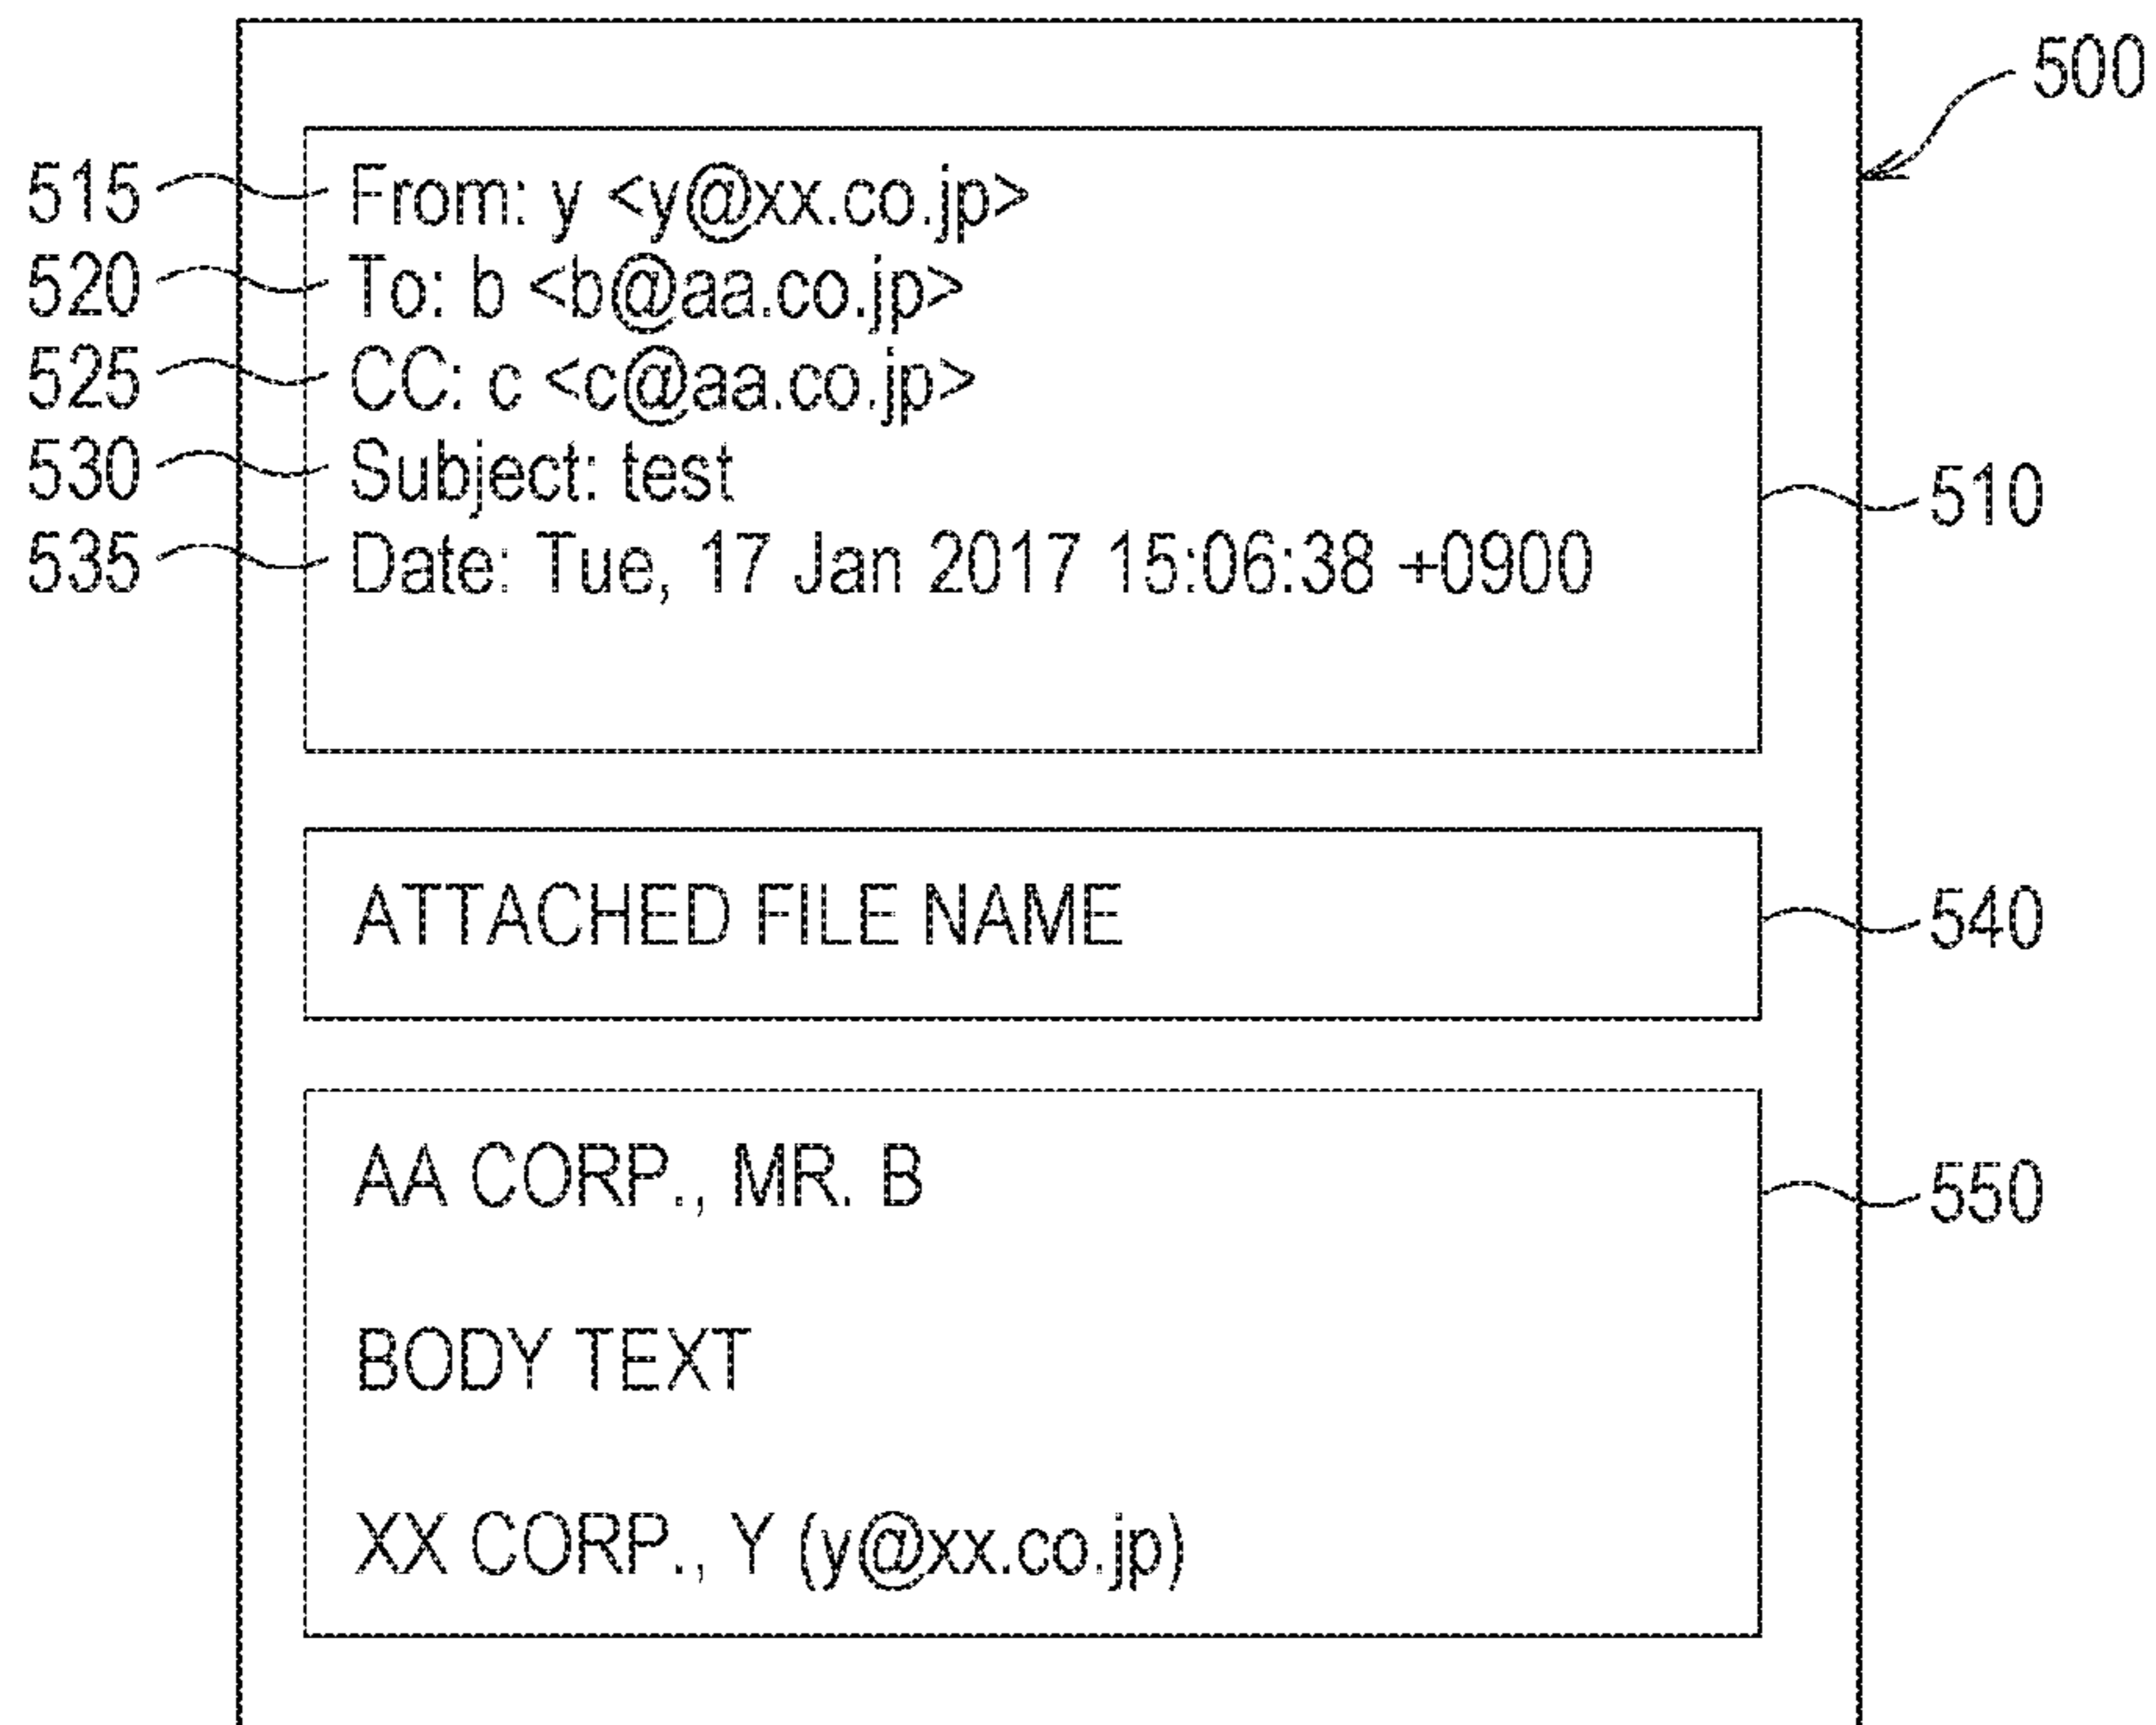 500
515 From: y <y@xx.co.jp>
520 To: b <b@aa.co.jp>
525 CC: c <c@aa.co.jp>
530 Subject: test
510
535 Date: Tue, 17 Jan 2017 15:06:38 +0900
ATTACHED FILE NAME 540
AA CORP., MR. B
550
BODY TEXT
XX CORP., Y (y@xx.co.jp)